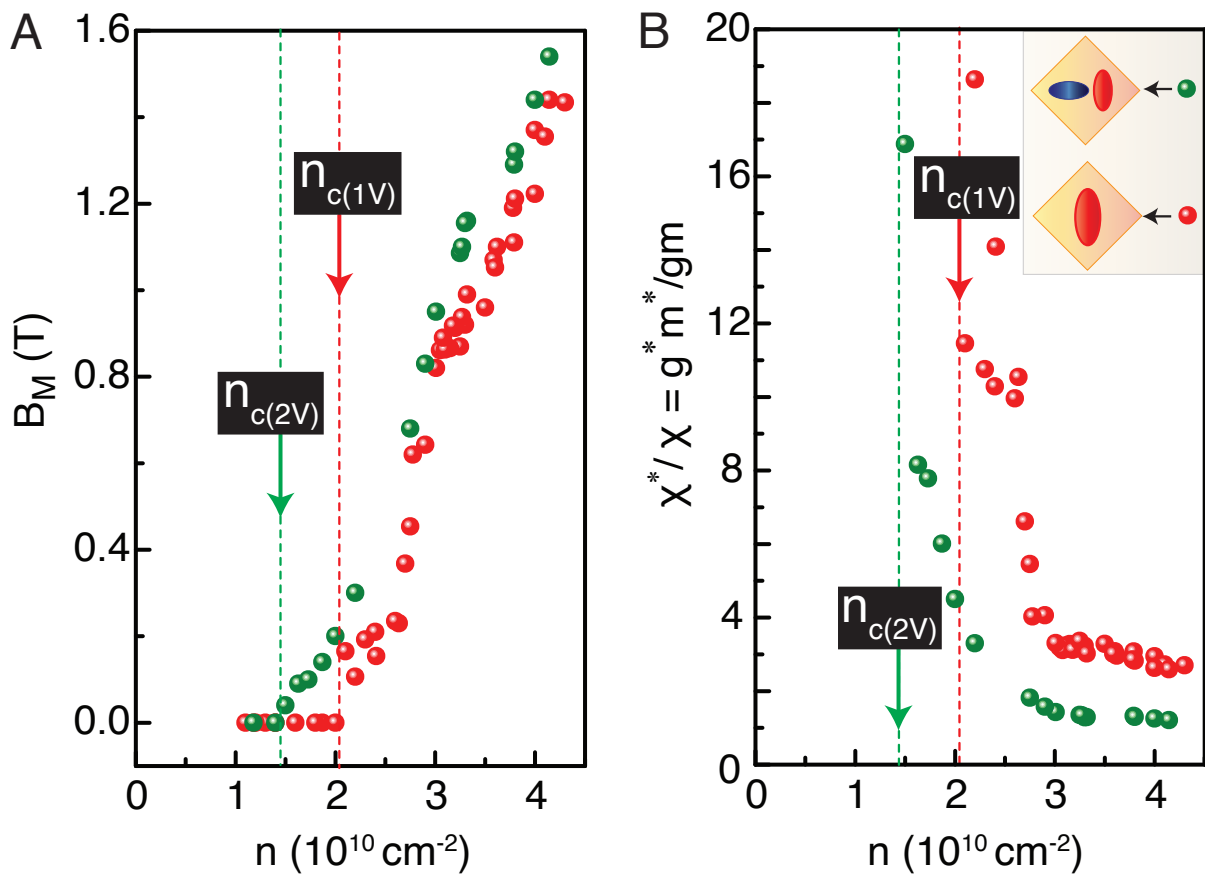 A
1.6
1.2
0.8
0.4
0.0
B_M (T)
n_c(1V)
n_c(2V)
0 1 2 3 4
n (10^10 cm^-2)
B
20
16
12
8
4
0
χ*/ χ = g*m*/gm
n_c(1V)
n_c(2V)
0 1 2 3 4
n (10^10 cm^-2)